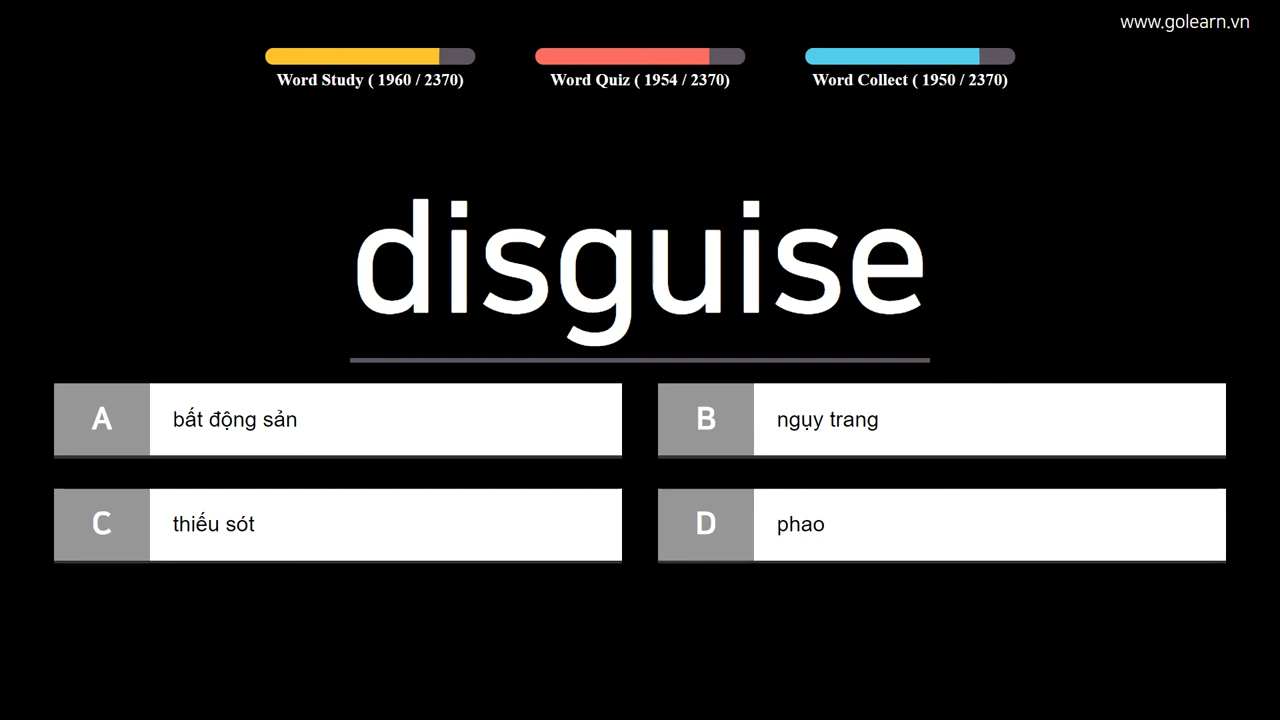 www.golearn.vn
Word Study ( 1960 / 2370)
Word Quiz ( 1954 / 2370)
Word Collect ( 1950 / 2370)
disguise
A bất động sản
B ngụy trang
C thiếu sót
D phao